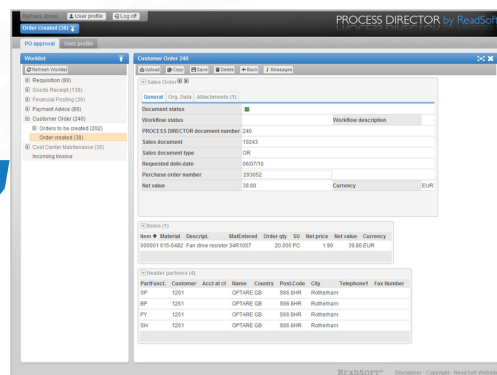 User profile Log off
Order created (38)
PROCESS DIRECTOR by ReadSoft
PO approval User profile
Worklist
Refresh Worklist
Requisition (89)
Goods Receipt (138)
Financial Posting (36)
Payment Advice (80)
Customer Order (240)
Orders to be created (202)
Order created (38)
Cost Center Maintenance (35)
Incoming Invoice
Customer Order 240
Upload Copy Save Delete Back Messages
Sales Order
General Org. Data Attachments (1)
Document status
Workflow status Workflow description
PROCESS DIRECTOR document number 240
Sales document 10243
Sales document type OR
Requested deliv.date 06/07/10
Purchase order number 293052
Net value 39.80 Currency EUR
Items (1)
Item Material Descript. MatEntered Order qty SU Net price Net value Currency
000001 615-0482 Fan drive resistor 34R1057 20.000 PC 1.99 39.80 EUR
Header partners (4)
PartFunct. Customer Acct at ct Name Country Post.Code City Telephone1 Fax Number
SP 1261 OPTARE GB S66 8HR Rotherham
BP 1261 OPTARE GB S66 8HR Rotherham
PY 1261 OPTARE GB S66 8HR Rotherham
SH 1261 OPTARE GB S66 8HR Rotherham
READSOFT Disclaimer - Copyright - ReadSoft Website